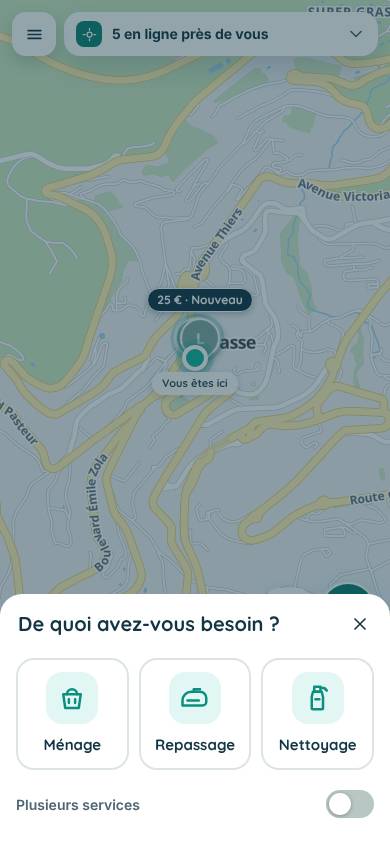 SUPER GRAS
5 en ligne près de vous
Avenue Victoria
Avenue Thiers
25 € · Nouveau
L
asse
Vous êtes ici
d Pasteur
Boulevard Émile Zola
Route
De quoi avez-vous besoin ?
Ménage
Repassage
Nettoyage
Plusieurs services